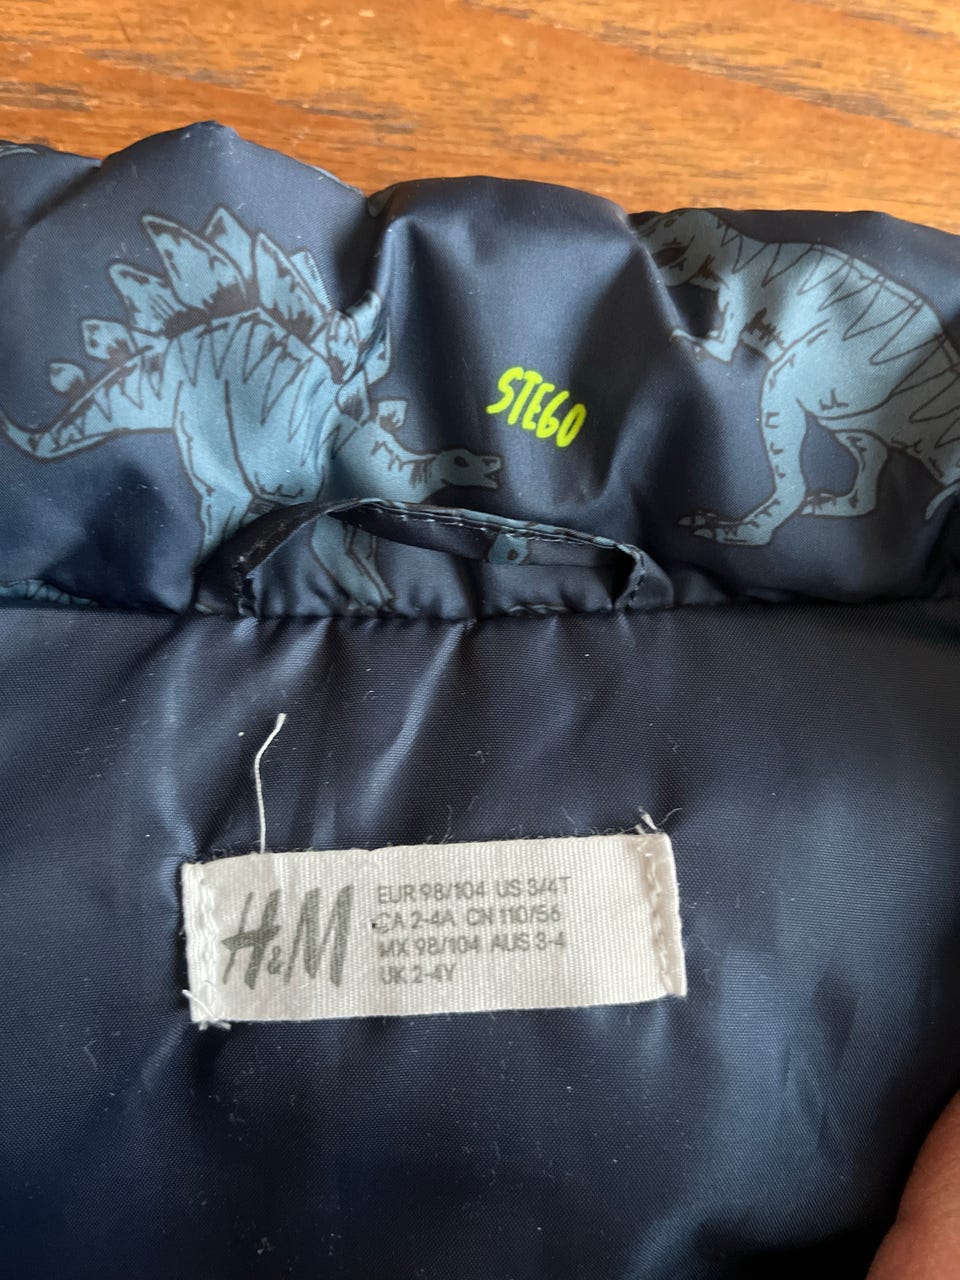 STEGO
H&M
EUR 98/104 US 3/4T
CA 2-4A CN 110/56
MX 98/104 AUS 3-4
UK 2-4Y